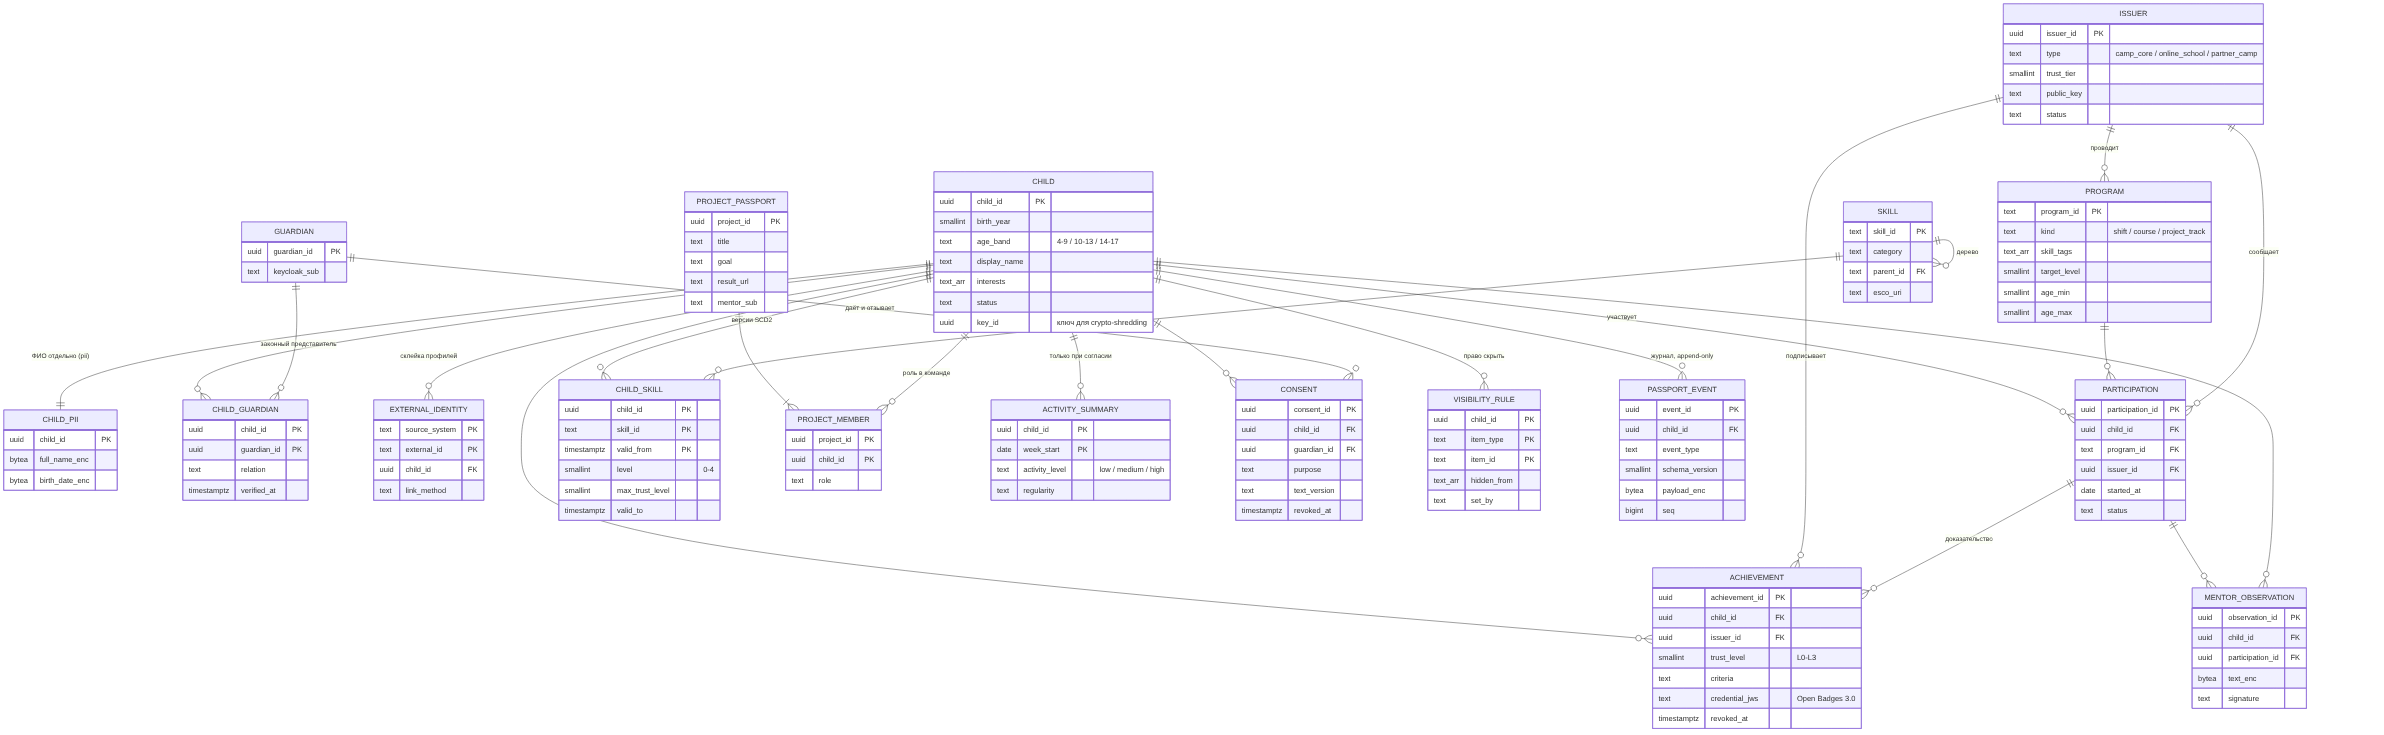 ISSUER
uuid issuer_id PK
text type camp_core / online_school / partner_camp
smallint trust_tier
text public_key
text status
проводит
сообщает
CHILD
uuid child_id PK
smallint birth_year
text age_band 4-9 / 10-13 / 14-17
text display_name
text_arr interests
text status
uuid key_id ключ для crypto-shredding
PROGRAM
text program_id PK
text kind shift / course / project_track
text_arr skill_tags
smallint target_level
smallint age_min
smallint age_max
PROJECT_PASSPORT
uuid project_id PK
text title
text goal
text result_url
text mentor_sub
SKILL
text skill_id PK
text category
text parent_id FK
text esco_uri
дерево
GUARDIAN
uuid guardian_id PK
text keycloak_sub
ФИО отдельно (pii)
законный представитель
склейка профилей
версии SCD2
даёт и отзывает
роль в команде
только при согласии
право скрыть
журнал, append-only
участвует
подписывает
CHILD_PII
uuid child_id PK
bytea full_name_enc
bytea birth_date_enc
CHILD_GUARDIAN
uuid child_id PK
uuid guardian_id PK
text relation
timestamptz verified_at
EXTERNAL_IDENTITY
text source_system PK
text external_id PK
uuid child_id FK
text link_method
CHILD_SKILL
uuid child_id PK
text skill_id PK
timestamptz valid_from PK
smallint level 0-4
smallint max_trust_level
timestamptz valid_to
PROJECT_MEMBER
uuid project_id PK
uuid child_id PK
text role
ACTIVITY_SUMMARY
uuid child_id PK
date week_start PK
text activity_level low / medium / high
text regularity
CONSENT
uuid consent_id PK
uuid child_id FK
uuid guardian_id FK
text purpose
text text_version
timestamptz revoked_at
VISIBILITY_RULE
uuid child_id PK
text item_type PK
text item_id PK
text_arr hidden_from
text set_by
PASSPORT_EVENT
uuid event_id PK
uuid child_id FK
text event_type
smallint schema_version
bytea payload_enc
bigint seq
PARTICIPATION
uuid participation_id PK
uuid child_id FK
text program_id FK
uuid issuer_id FK
date started_at
text status
доказательство
ACHIEVEMENT
uuid achievement_id PK
uuid child_id FK
uuid issuer_id FK
smallint trust_level L0-L3
text criteria
text credential_jws Open Badges 3.0
timestamptz revoked_at
MENTOR_OBSERVATION
uuid observation_id PK
uuid child_id FK
uuid participation_id FK
bytea text_enc
text signature